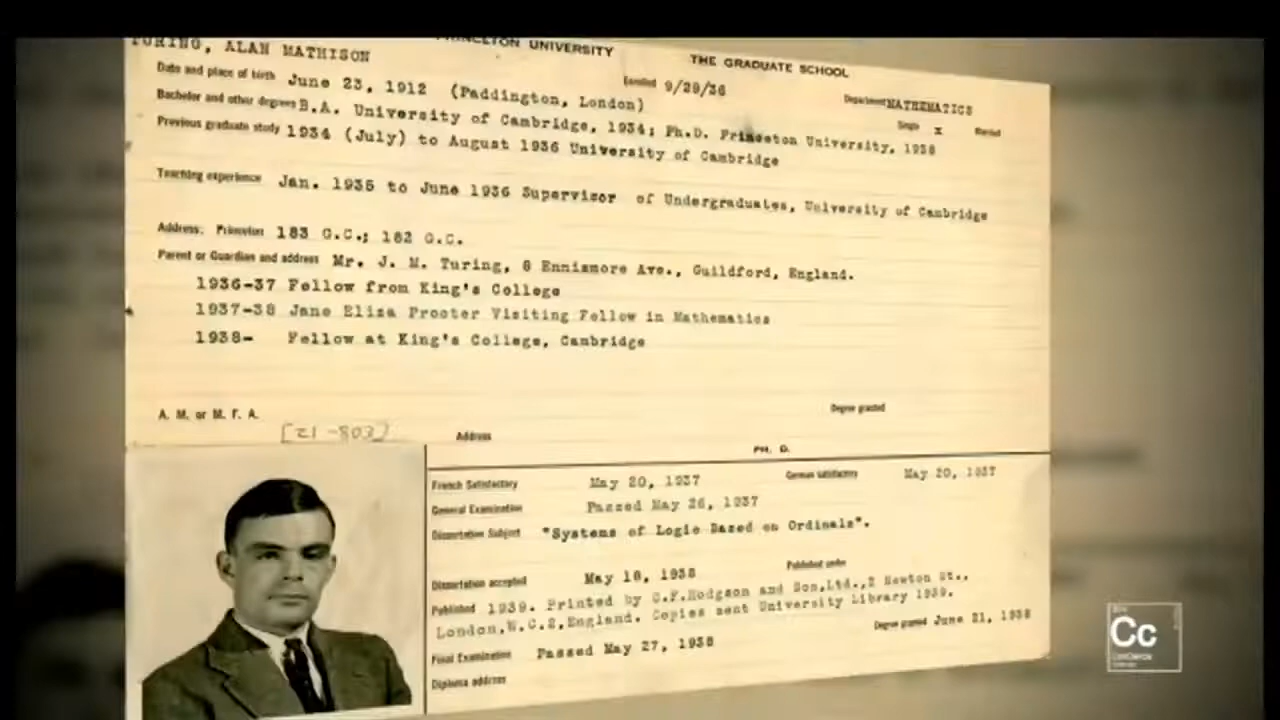 TURING, ALAN MATHISON PRINCETON UNIVERSITY THE GRADUATE SCHOOL
Date and place of birth June 23, 1912 (Paddington, London) Enrolled 9/29/36 Department MATHEMATICS
Bachelor and other degrees B.A. University of Cambridge, 1934; Ph.D. Princeton University, 1938 Single x Married
Previous graduate study 1934 (July) to August 1936 University of Cambridge
Teaching experience Jan. 1935 to June 1936 Supervisor of Undergraduates, University of Cambridge
Address: Princeton 183 G.C.; 182 G.C.
Parent or Guardian and address Mr. J. M. Turing, 8 Ennismore Ave., Guildford, England.
1936-37 Fellow from King's College
1937-38 Jane Eliza Procter Visiting Fellow in Mathematics
1938- Fellow at King's College, Cambridge
A. M. or M. F. A. Degree granted
[21-803] Address
PH. D.
French Satisfactory May 20, 1937 German satisfactory May 20, 1937
General Examination Passed May 26, 1937
Dissertation Subject "Systems of Logic Based on Ordinals".
Dissertation accepted May 18, 1938 Published under
Published 1939. Printed by C.F.Hodgson and Son,Ltd.,2 Newton St.,
London,W.C.2,England. Copies sent University Library 1939.
Final Examination Passed May 27, 1938 Degree granted June 21, 1938
Diploma address
Cc